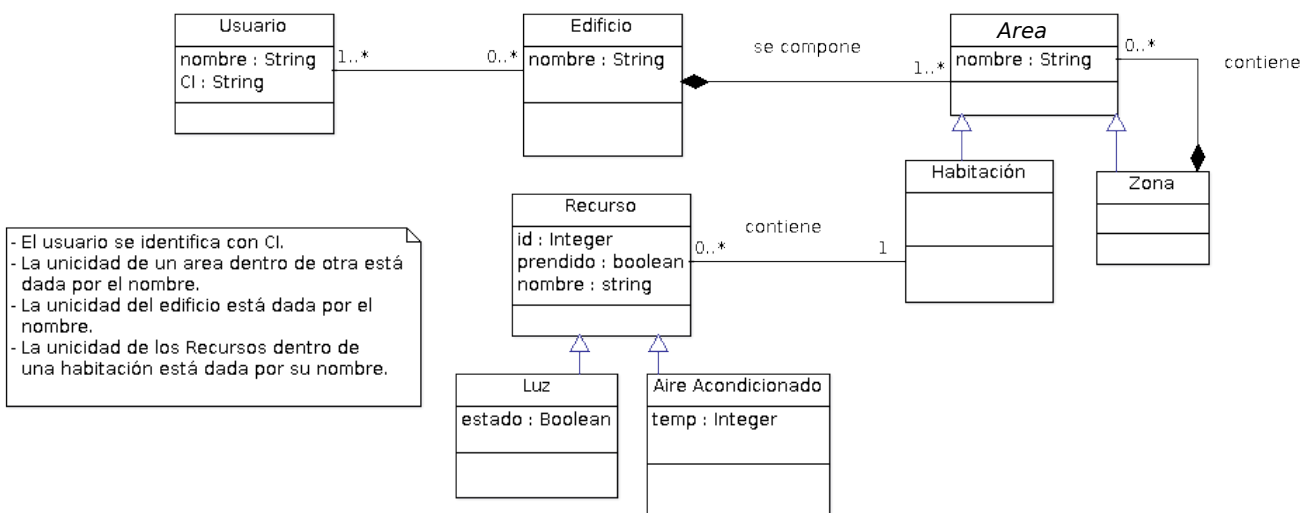 Usuario
nombre : String
CI : String
1..*
0..*
Edificio
nombre : String
se compone
1..*
Area
nombre : String
0..*
contiene
Habitación
Zona
Recurso
id : Integer
prendido : boolean
nombre : string
0..*
contiene
1
- El usuario se identifica con CI.
- La unicidad de un area dentro de otra está
dada por el nombre.
- La unicidad del edificio está dada por el
nombre.
- La unicidad de los Recursos dentro de
una habitación está dada por su nombre.
Luz
estado : Boolean
Aire Acondicionado
temp : Integer